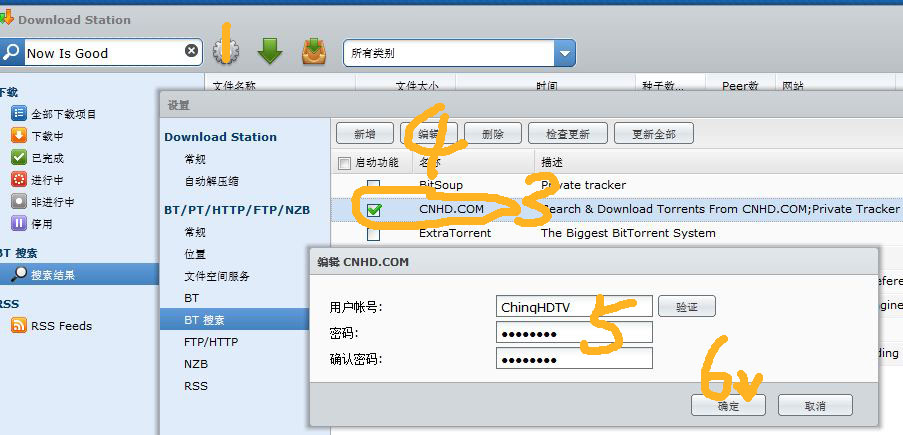 Download Station
Now Is Good
所有类别
1
文件名称 文件大小 时间 种子数... Peer数 网站
下载
全部下载项目
下载中
已完成
进行中
非进行中
停用
BT 搜索
搜索结果
RSS
RSS Feeds
设置
Download Station
常规
自动解压缩
BT/PT/HTTP/FTP/NZB
常规
位置
文件空间服务
BT
BT 搜索
FTP/HTTP
NZB
RSS
新增 编辑 删除 检查更新 更新全部
4
启动功能 名称 描述
BitSoup Private tracker
CNHD.COM 3 Search & Download Torrents From CNHD.COM;Private Tracker
ExtraTorrent The Biggest BitTorrent System
编辑 CNHD.COM
用户帐号: ChinqHDTV 验证
密码: ●●●●●●●●
5
确认密码: ●●●●●●●●
6
确定 取消